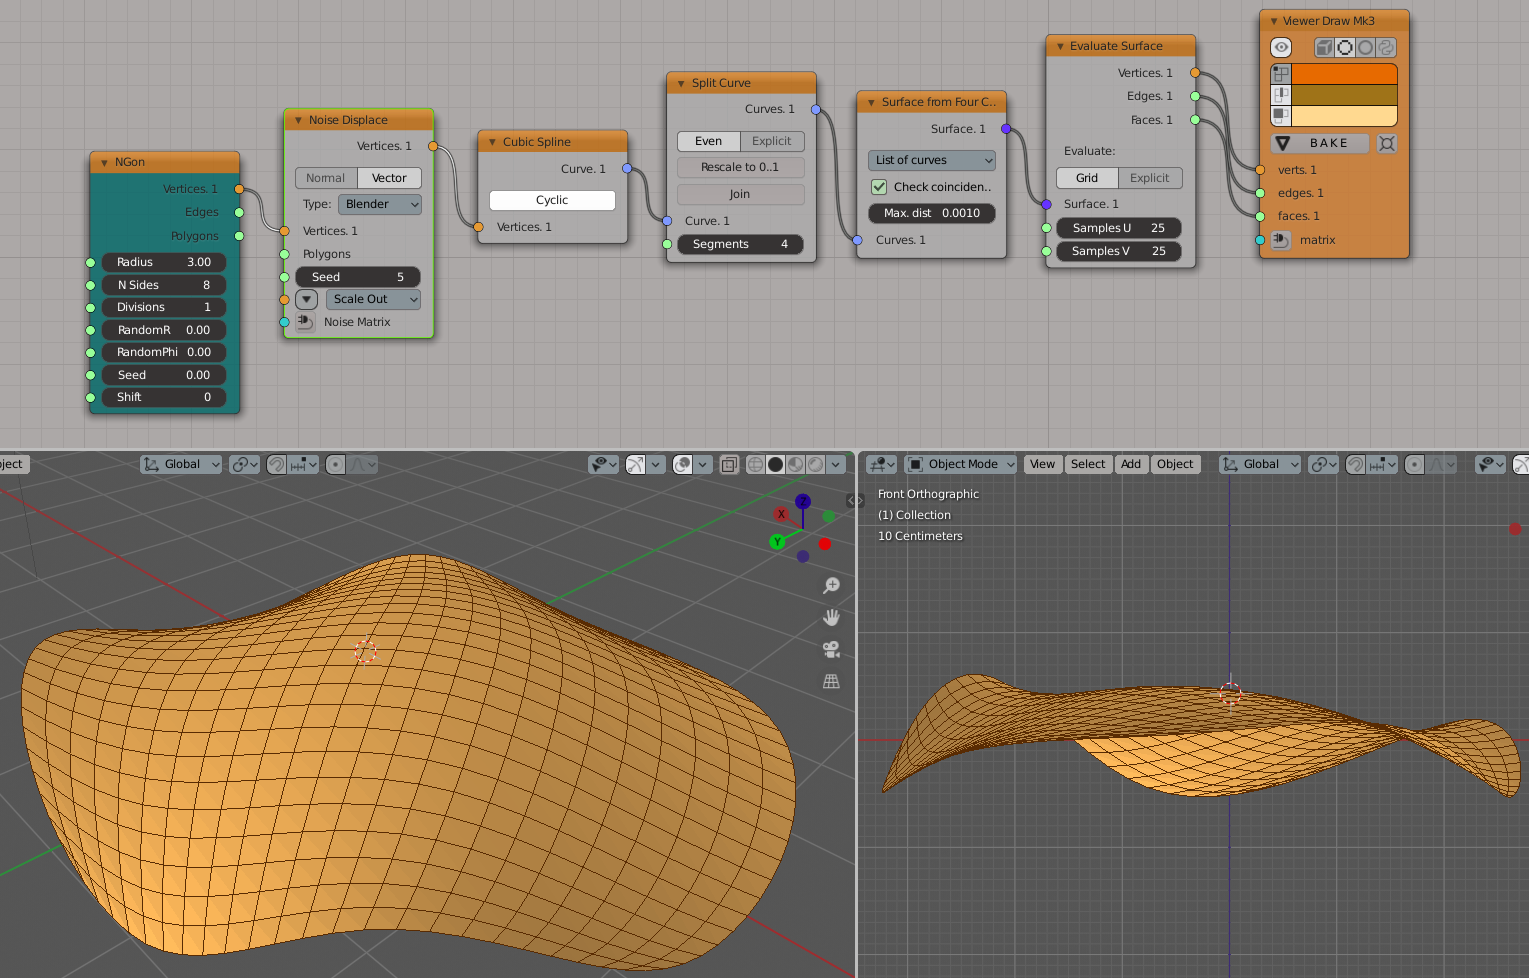 NGon
Vertices. 1
Edges
Polygons
Radius 3.00
N Sides 8
Divisions 1
RandomR 0.00
RandomPhi 0.00
Seed 0.00
Shift 0
Noise Displace
Vertices. 1
Normal Vector
Type: Blender
Vertices. 1
Polygons
Seed 5
Scale Out
Noise Matrix
Cubic Spline
Curve. 1
Cyclic
Vertices. 1
Split Curve
Curves. 1
Even Explicit
Rescale to 0..1
Join
Curve. 1
Segments 4
Surface from Four C..
Surface. 1
List of curves
Check coinciden..
Max. dist 0.0010
Curves. 1
Evaluate Surface
Vertices. 1
Edges. 1
Faces. 1
Evaluate:
Grid Explicit
Surface. 1
Samples U 25
Samples V 25
Viewer Draw Mk3
BAKE
verts. 1
edges. 1
faces. 1
matrix
ject Global
Z
X
Y
Object Mode View Select Add Object Global
Front Orthographic
(1) Collection
10 Centimeters